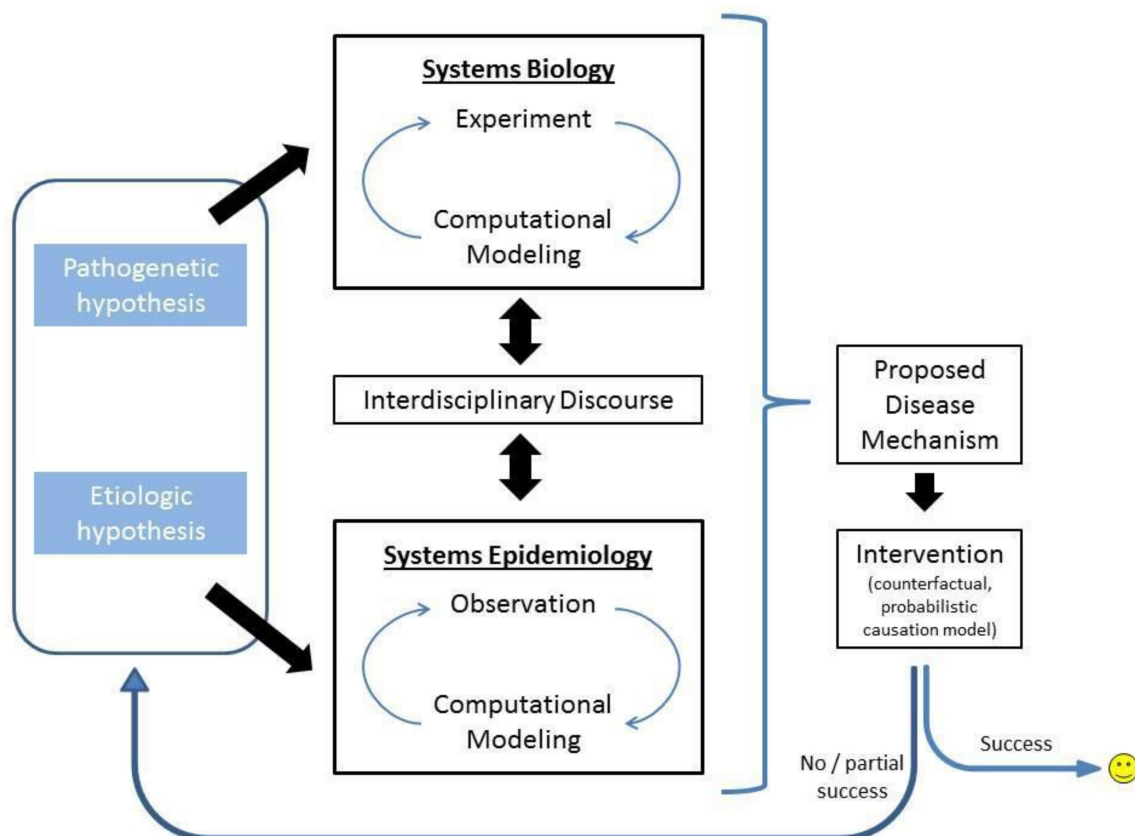 Systems Biology
Experiment
Computational
Modeling
Pathogenetic
hypothesis
Interdisciplinary Discourse
Etiologic
hypothesis
Systems Epidemiology
Observation
Computational
Modeling
Proposed
Disease
Mechanism
Intervention
(counterfactual,
probabilistic
causation model)
No / partial
success
Success